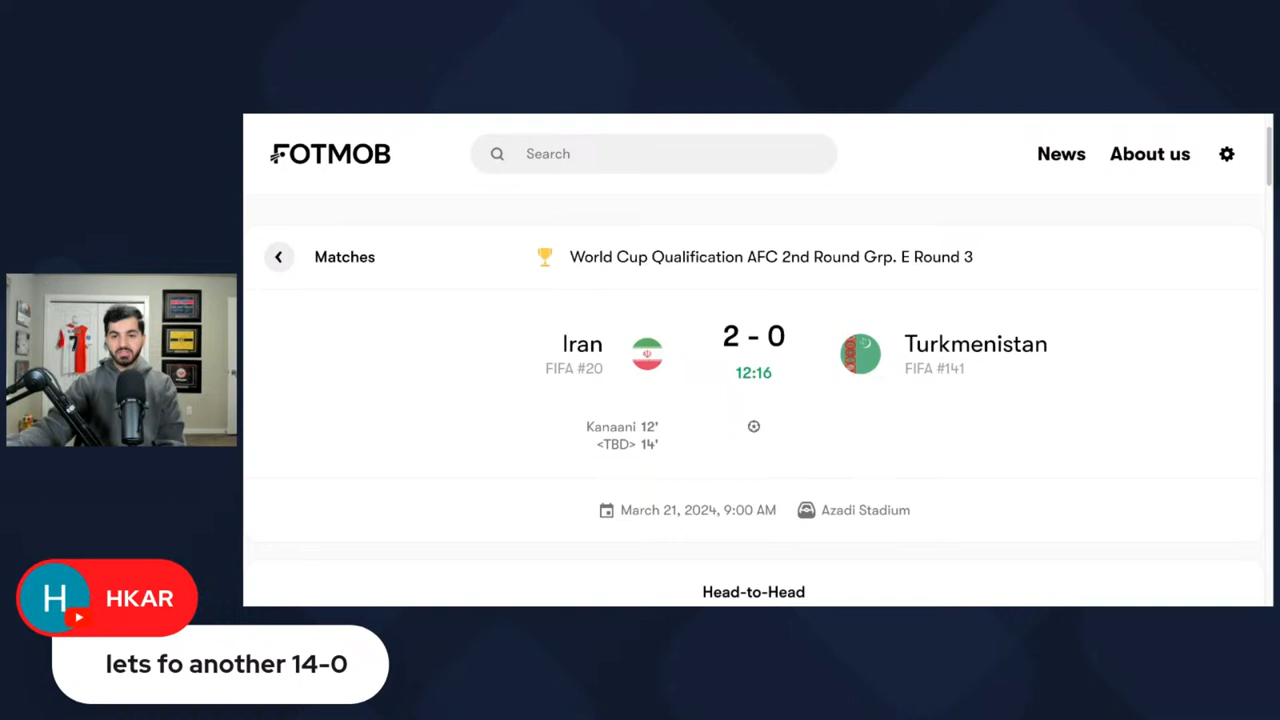 FOTMOB
Search
News
About us
Matches
World Cup Qualification AFC 2nd Round Grp. E Round 3
Iran
FIFA #20
2 - 0
12:16
Turkmenistan
FIFA #141
Kanaani 12'
<TBD> 14'
March 21, 2024, 9:00 AM
Azadi Stadium
Head-to-Head
7
H
HKAR
lets fo another 14-0